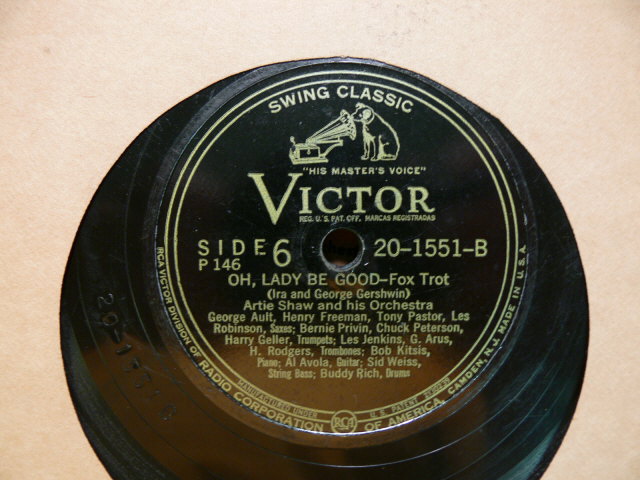 SWING CLASSIC
"HIS MASTER'S VOICE"
VICTOR
REG. U.S. PAT. OFF. MARCAS REGISTRADAS
SIDE 6 20-1551-B
P 146
OH, LADY BE GOOD-Fox Trot
(Ira and George Gershwin)
Artie Shaw and his Orchestra
George Ault, Henry Freeman, Tony Pastor, Les
Robinson, Saxes; Bernie Privin, Chuck Peterson,
Harry Geller, Trumpets; Les Jenkins, G. Arus,
H. Rodgers, Trombones; Bob Kitsis,
Piano; Al Avola, Guitar; Sid Weiss,
String Bass; Buddy Rich, Drums
MANUFACTURED UNDER RCA U.S. PATENT
RCA VICTOR DIVISION OF RADIO CORPORATION OF AMERICA, CAMDEN, N.J. MADE IN U.S.A.